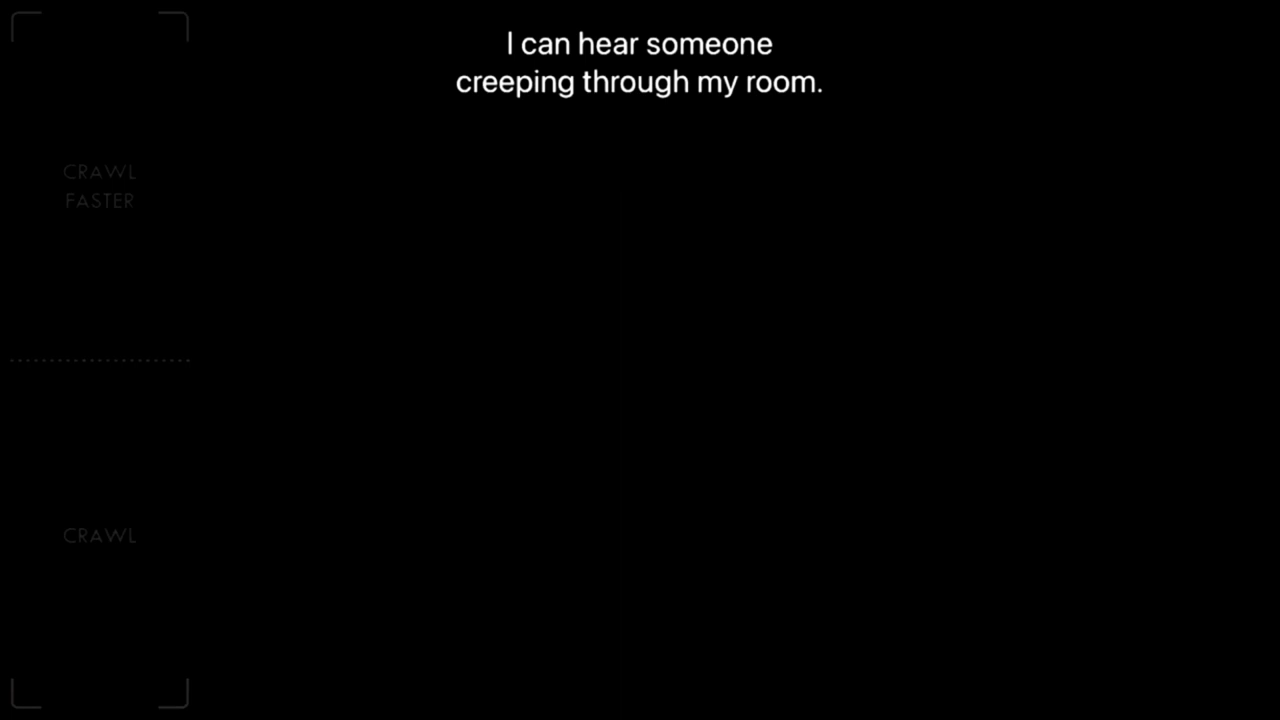 I can hear someone
creeping through my room.
CRAWL
FASTER
CRAWL